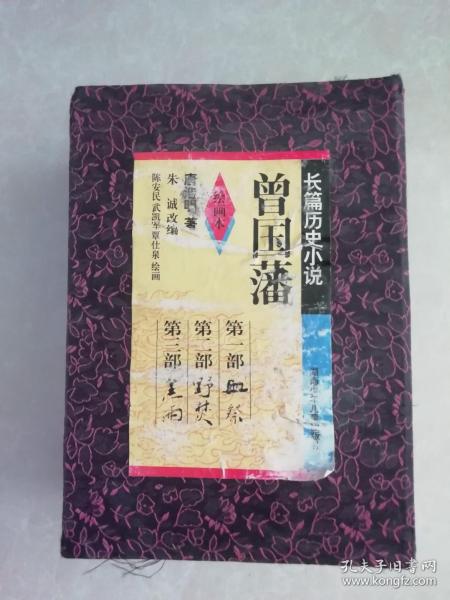 长篇历史小说
曾国藩
绘画本
唐浩明 著
朱诚改编
陈安民武凯军覃仕泉绘画
第一部 血祭
第二部 野焚
第三部 黑雨
孔夫子旧书网
www.kongfz.com